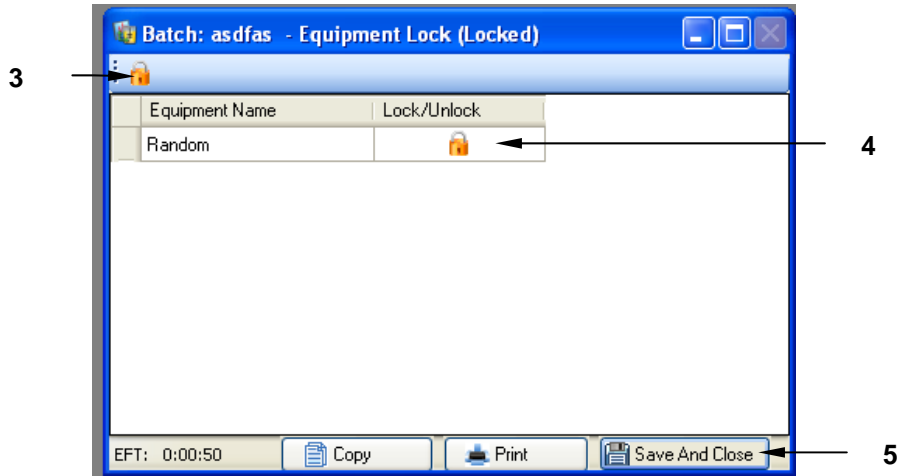 Batch: asdfas - Equipment Lock (Locked)
3
Equipment Name Lock/Unlock
Random
4
EFT: 0:00:50 Copy Print Save And Close
5